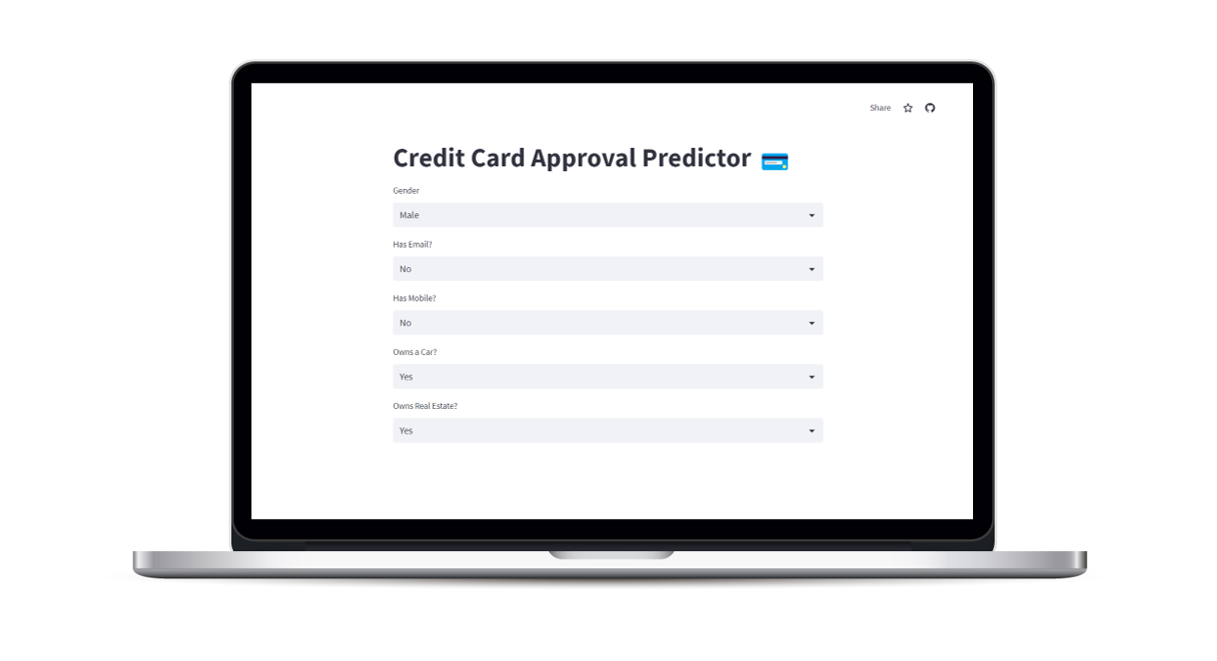 Share
Credit Card Approval Predictor
Gender
Male
Has Email?
No
Has Mobile?
No
Owns a Car?
Yes
Owns Real Estate?
Yes